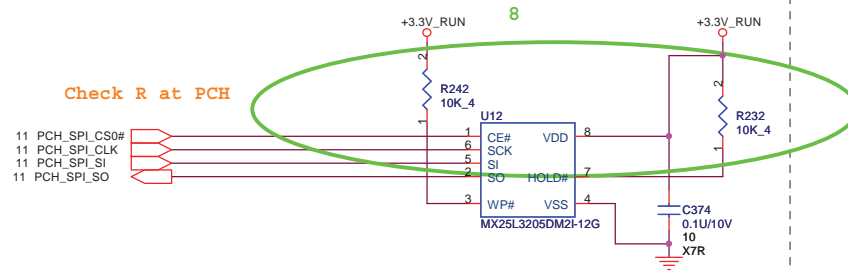 8
+3.3V_RUN
+3.3V_RUN
Check R at PCH
2
R242
10K_4
1
2
R232
10K_4
1
U12
11 PCH_SPI_CS0#
11 PCH_SPI_CLK
11 PCH_SPI_SI
11 PCH_SPI_SO
1 CE# VDD 8
6 SCK
5 SI
2 SO HOLD# 7
3 WP# VSS 4
MX25L3205DM2I-12G
C374
0.1U/10V
10
X7R